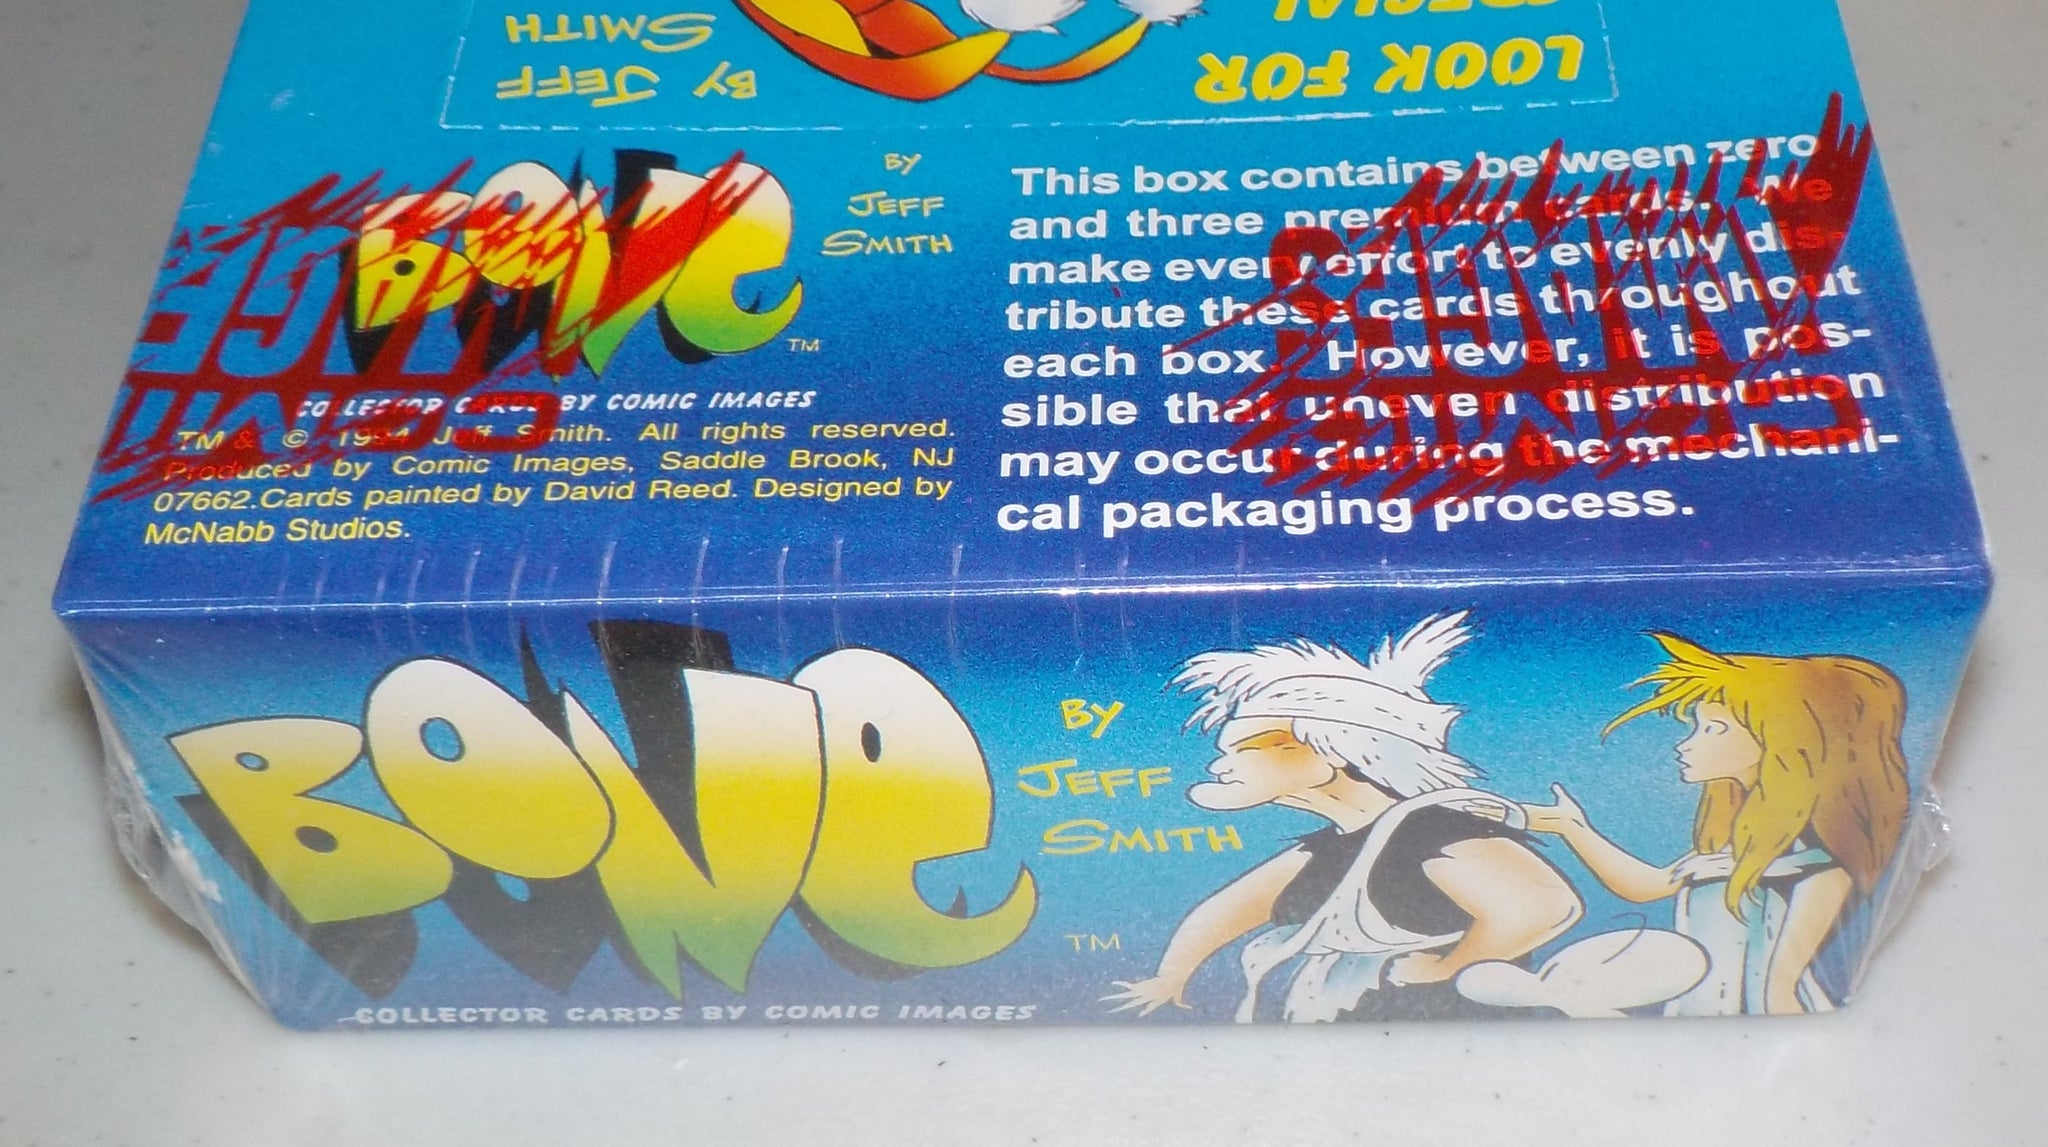 LOOK FOR
SPECIAL
BY JEFF
SMITH
BONE
BY
JEFF
SMITH
TM
COLLECTOR CARDS BY COMIC IMAGES
TM & © 1994 Jeff Smith. All rights reserved.
Produced by Comic Images, Saddle Brook, NJ
07662.Cards painted by David Reed. Designed by
McNabb Studios.
This box contains between zero
and three premium cards. We
make every effort to evenly dis-
tribute these cards throughout
each box. However, it is pos-
sible that uneven distribution
may occur during the mechani-
cal packaging process.
COMIC
IMAGES
BONE
BY
JEFF
SMITH
TM
COLLECTOR CARDS BY COMIC IMAGES